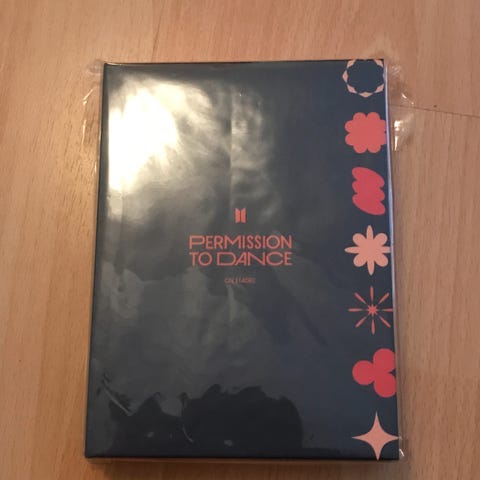 PERMISSION
TO DANCE
ON STAGE